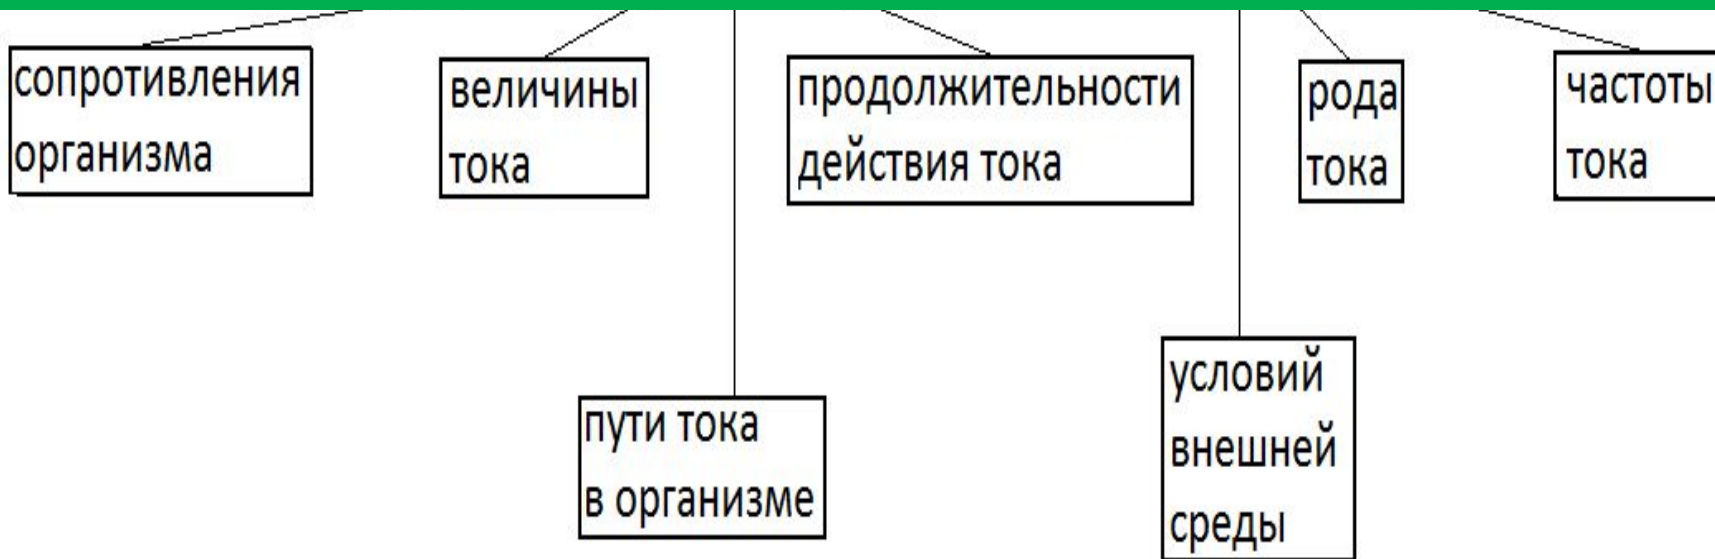 сопротивления
организма
величины
тока
продолжительности
действия тока
рода
тока
частоты
тока
пути тока
в организме
условий
внешней
среды